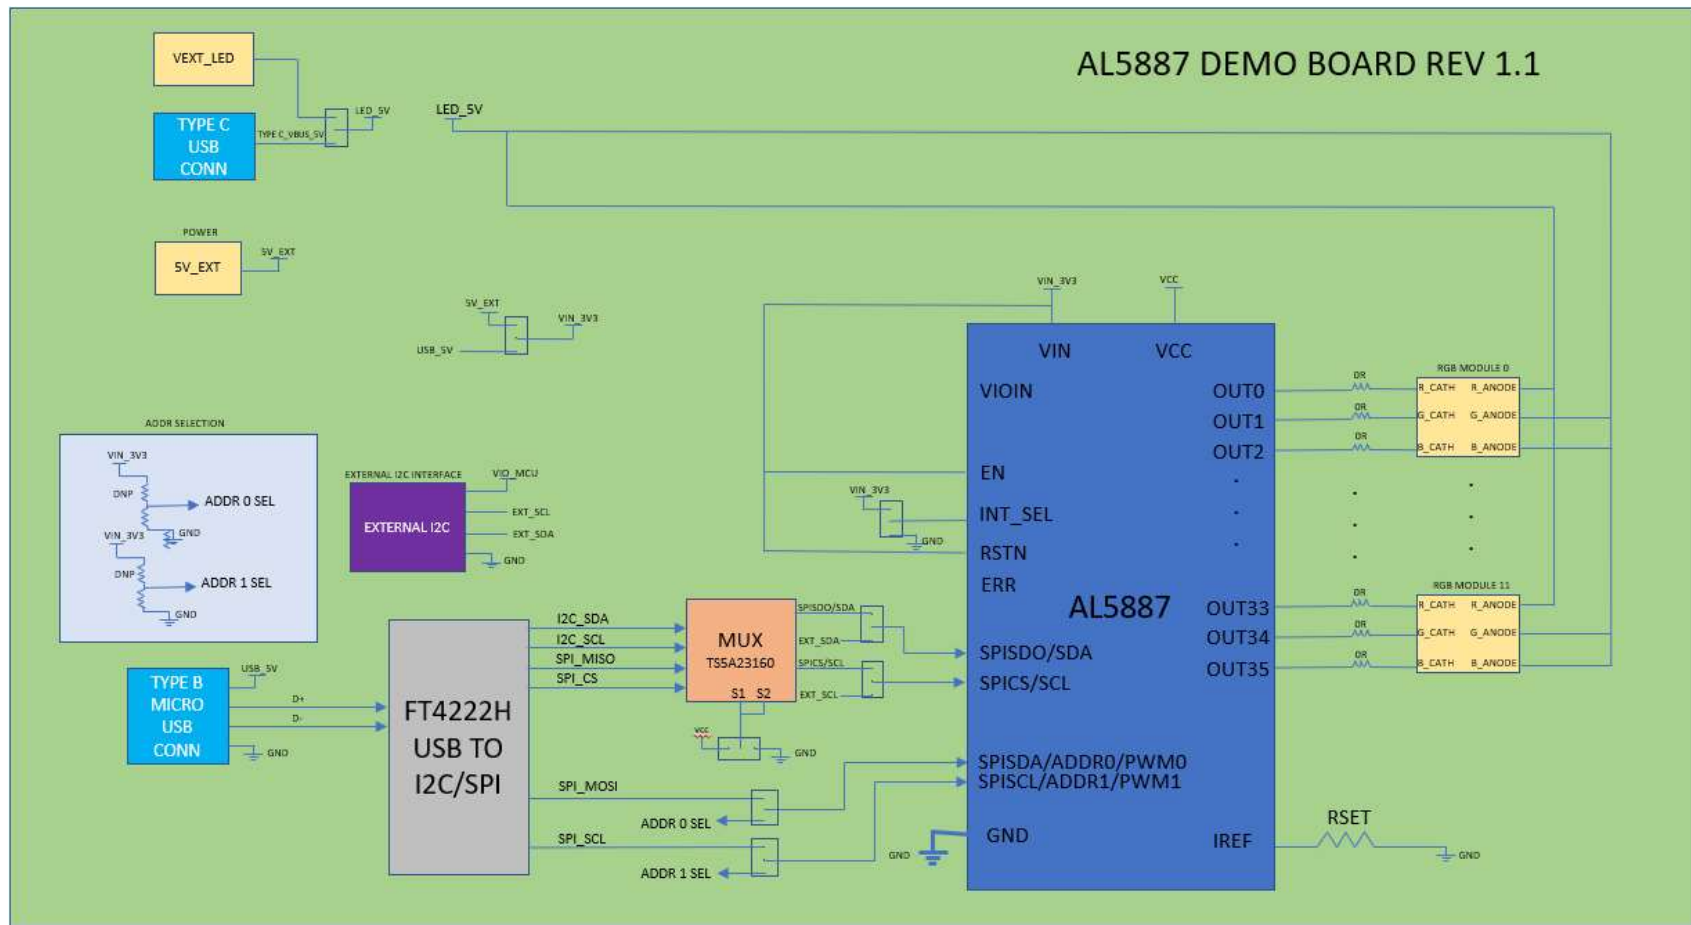 AL5887 DEMO BOARD REV 1.1
VEXT_LED
TYPE C
USB
CONN
TYPE C_VBUS_5V
LED_5V
LED_5V
POWER
5V_EXT
5V_EXT
5V_EXT
USB_5V
VIN_3V3
ADDR SELECTION
VIN_3V3
DNP
ADDR 0 SEL
GND
VIN_3V3
DNP
ADDR 1 SEL
GND
EXTERNAL I2C INTERFACE
EXTERNAL I2C
VIO_MCU
EXT_SCL
EXT_SDA
GND
TYPE B
MICRO
USB
CONN
USB_5V
D+
D-
GND
FT4222H
USB TO
I2C/SPI
I2C_SDA
I2C_SCL
SPI_MISO
SPI_CS
SPI_MOSI
SPI_SCL
MUX
TS5A23160
S1 S2
VCC
GND
SPISDO/SDA
EXT_SDA
SPICS/SCL
EXT_SCL
ADDR 0 SEL
ADDR 1 SEL
VIN_3V3
VCC
VIN_3V3
GND
VIN
VCC
VIOIN
EN
INT_SEL
RSTN
ERR
AL5887
SPISDO/SDA
SPICS/SCL
SPISDA/ADDR0/PWM0
SPISCL/ADDR1/PWM1
GND
GND
OUT0
OUT1
OUT2
OUT33
OUT34
OUT35
IREF
RSET
GND
0R
0R
0R
RGB MODULE 0
R_CATH R_ANODE
G_CATH G_ANODE
B_CATH B_ANODE
0R
0R
0R
RGB MODULE 11
R_CATH R_ANODE
G_CATH G_ANODE
B_CATH B_ANODE